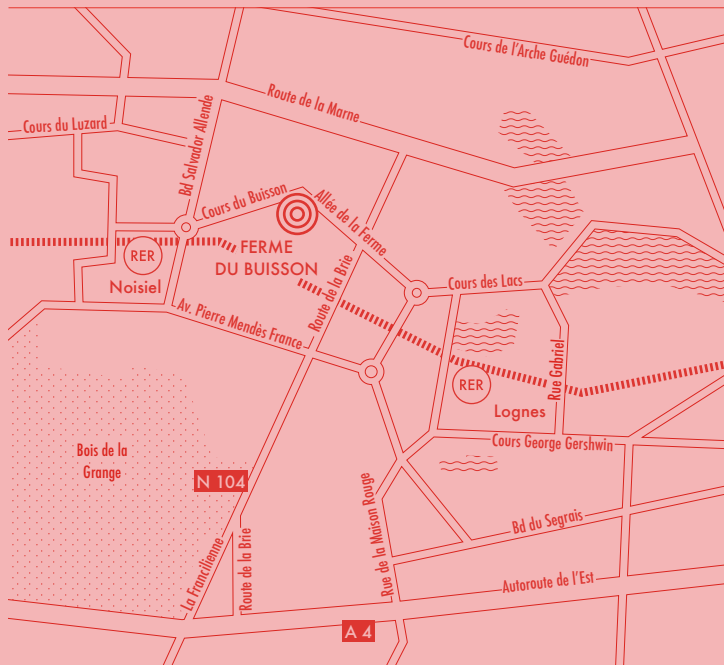 Cours de l'Arche Guédon
Route de la Marne
Bd Salvador Allende
Cours du Luzard
Cours du Buisson
Allée de la Ferme
RER
Noisiel
FERME
DU BUISSON
Route de la Brie
Cours des Lacs
Av. Pierre Mendès France
Rue Gabriel
RER
Lognes
Cours George Gershwin
Bois de la
Grange
N 104
Rue de la Maison Rouge
Bd du Segrais
La Francilienne
Route de la Brie
Autoroute de l'Est
A 4